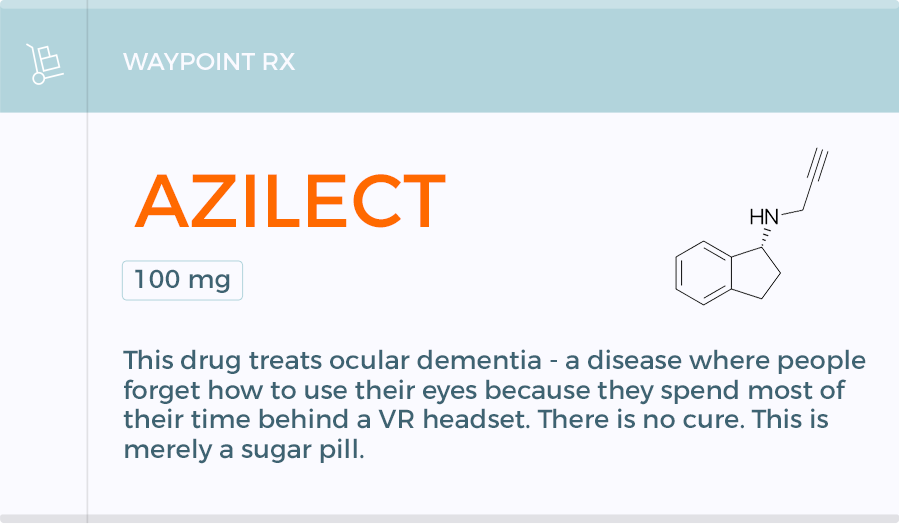 WAYPOINT RX
AZILECT
HN
100 mg
This drug treats ocular dementia - a disease where people
forget how to use their eyes because they spend most of
their time behind a VR headset. There is no cure. This is
merely a sugar pill.